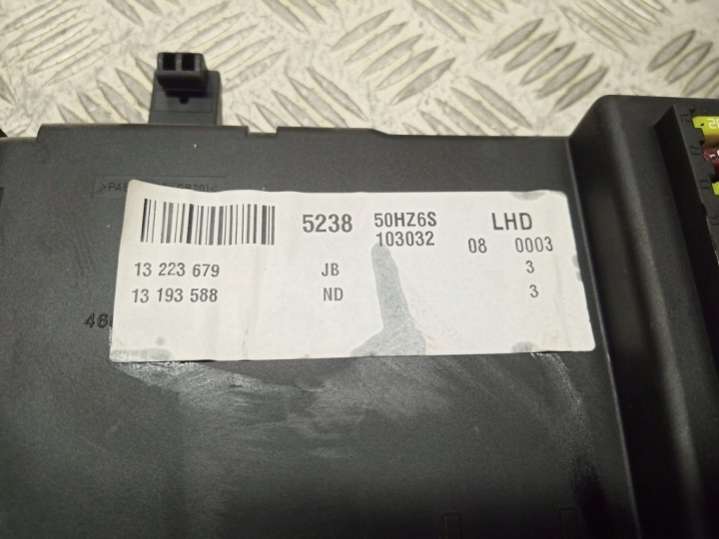 5238 50HZ6S LHD
103032 08 0003
13 223 679 JB 3
13 193 588 ND 3